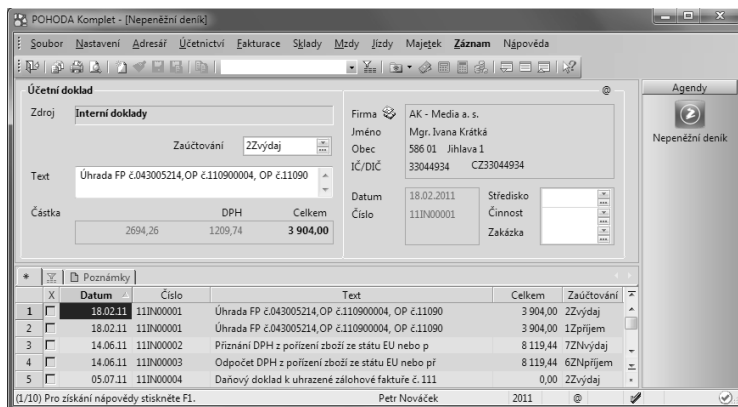 POHODA Komplet - [Nepeněžní deník]
Soubor Nastavení Adresář Účetnictví Fakturace Sklady Mzdy Jízdy Majetek Záznam Nápověda
Účetní doklad @
Agendy
Zdroj Interní doklady
Firma AK - Media a. s.
Jméno Mgr. Ivana Krátká
Nepeněžní deník
Zaúčtování 2Zvýdaj
Obec 586 01 Jihlava 1
IČ/DIČ 33044934 CZ33044934
Text Úhrada FP č.043005214,OP č.110900004, OP č.11090
Datum 18.02.2011 Středisko
Částka DPH Celkem
Číslo 11IN00001 Činnost
2694,26 1209,74 3 904,00
Zakázka
* Poznámky
X Datum Číslo Text Celkem Zaúčtování
1 18.02.11 11IN00001 Úhrada FP č.043005214,OP č.110900004, OP č.11090 3 904,00 2Zvýdaj
2 18.02.11 11IN00001 Úhrada FP č.043005214,OP č.110900004, OP č.11090 3 904,00 1Zpříjem
3 14.06.11 11IN00002 Přiznání DPH z pořízení zboží ze státu EU nebo p 8 119,44 7ZNvýdaj
4 14.06.11 11IN00003 Odpočet DPH z pořízení zboží ze státu EU nebo př 8 119,44 6ZNpříjem
5 05.07.11 11IN00004 Daňový doklad k uhrazené zálohové faktuře č. 111 0,00 2Zvýdaj
(1/10) Pro získání nápovědy stiskněte F1. Petr Nováček 2011 @